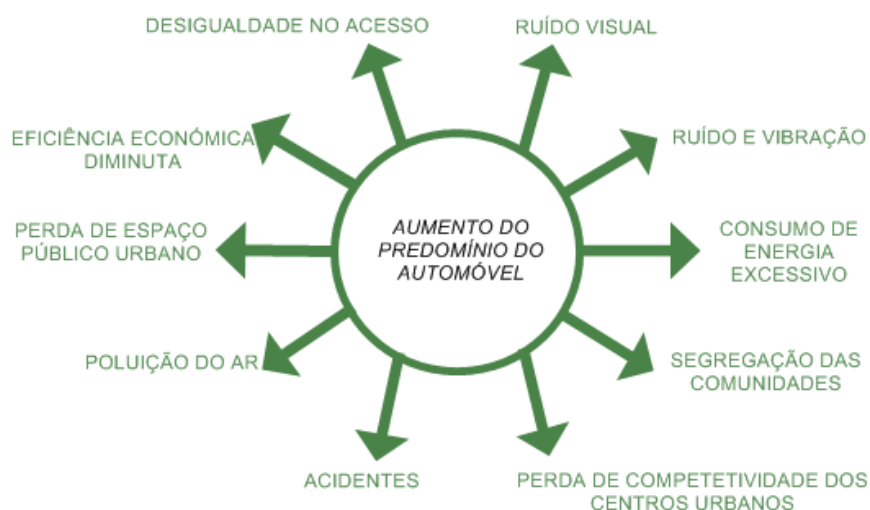 DESIGUALDADE NO ACESSO
RUÍDO VISUAL
EFICIÊNCIA ECONÓMICA
DIMINUTA
RUÍDO E VIBRAÇÃO
PERDA DE ESPAÇO
PÚBLICO URBANO
AUMENTO DO
PREDOMÍNIO DO
AUTOMÓVEL
CONSUMO DE
ENERGIA
EXCESSIVO
POLUIÇÃO DO AR
SEGREGAÇÃO DAS
COMUNIDADES
ACIDENTES
PERDA DE COMPETETIVIDADE DOS
CENTROS URBANOS